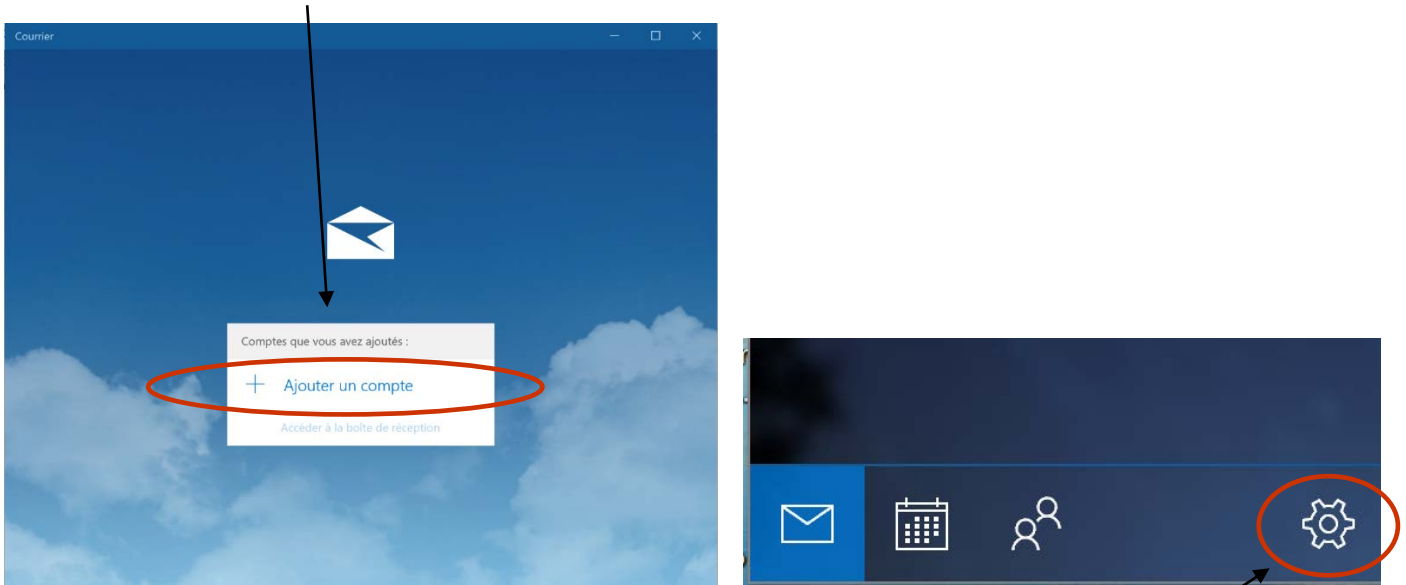 Courrier
Comptes que vous avez ajoutés :
Ajouter un compte
Accéder à la boîte de réception